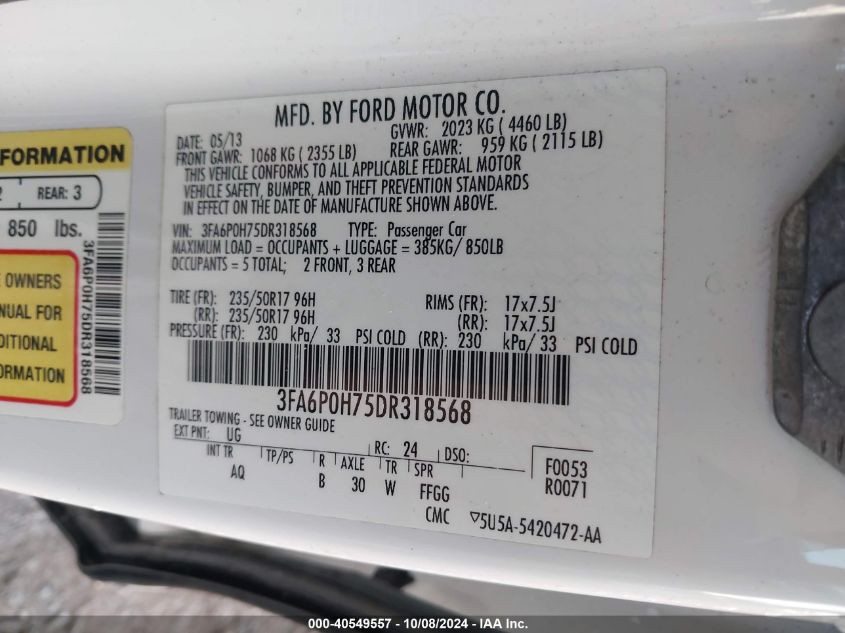 FORMATION
2
REAR: 3
850 lbs.
3FA6P0H75DR318568
OWNERS
ANUAL FOR
DITIONAL
ORMATION
MFD. BY FORD MOTOR CO.
DATE: 05/13 GVWR: 2023 KG ( 4460 LB)
FRONT GAWR: 1068 KG ( 2355 LB) REAR GAWR: 959 KG ( 2115 LB)
THIS VEHICLE CONFORMS TO ALL APPLICABLE FEDERAL MOTOR
VEHICLE SAFETY, BUMPER, AND THEFT PREVENTION STANDARDS
IN EFFECT ON THE DATE OF MANUFACTURE SHOWN ABOVE.
VIN: 3FA6P0H75DR318568 TYPE: Passenger Car
MAXIMUM LOAD = OCCUPANTS + LUGGAGE = 385KG/ 850LB
OCCUPANTS = 5 TOTAL; 2 FRONT, 3 REAR
TIRE (FR): 235/50R17 96H RIMS (FR): 17x7.5J
(RR): 235/50R17 96H (RR): 17x7.5J
PRESSURE (FR): 230 kPa/ 33 PSI COLD (RR): 230 kPa/ 33 PSI COLD
3FA6P0H75DR318568
TRAILER TOWING - SEE OWNER GUIDE
EXT PNT: UG RC: 24 DSO:
INT TR TP/PS R AXLE TR SPR F0053
AQ B 30 W FFGG R0071
CMC ▽5U5A-5420472-AA
000-40549557 - 10/08/2024 - IAA Inc.